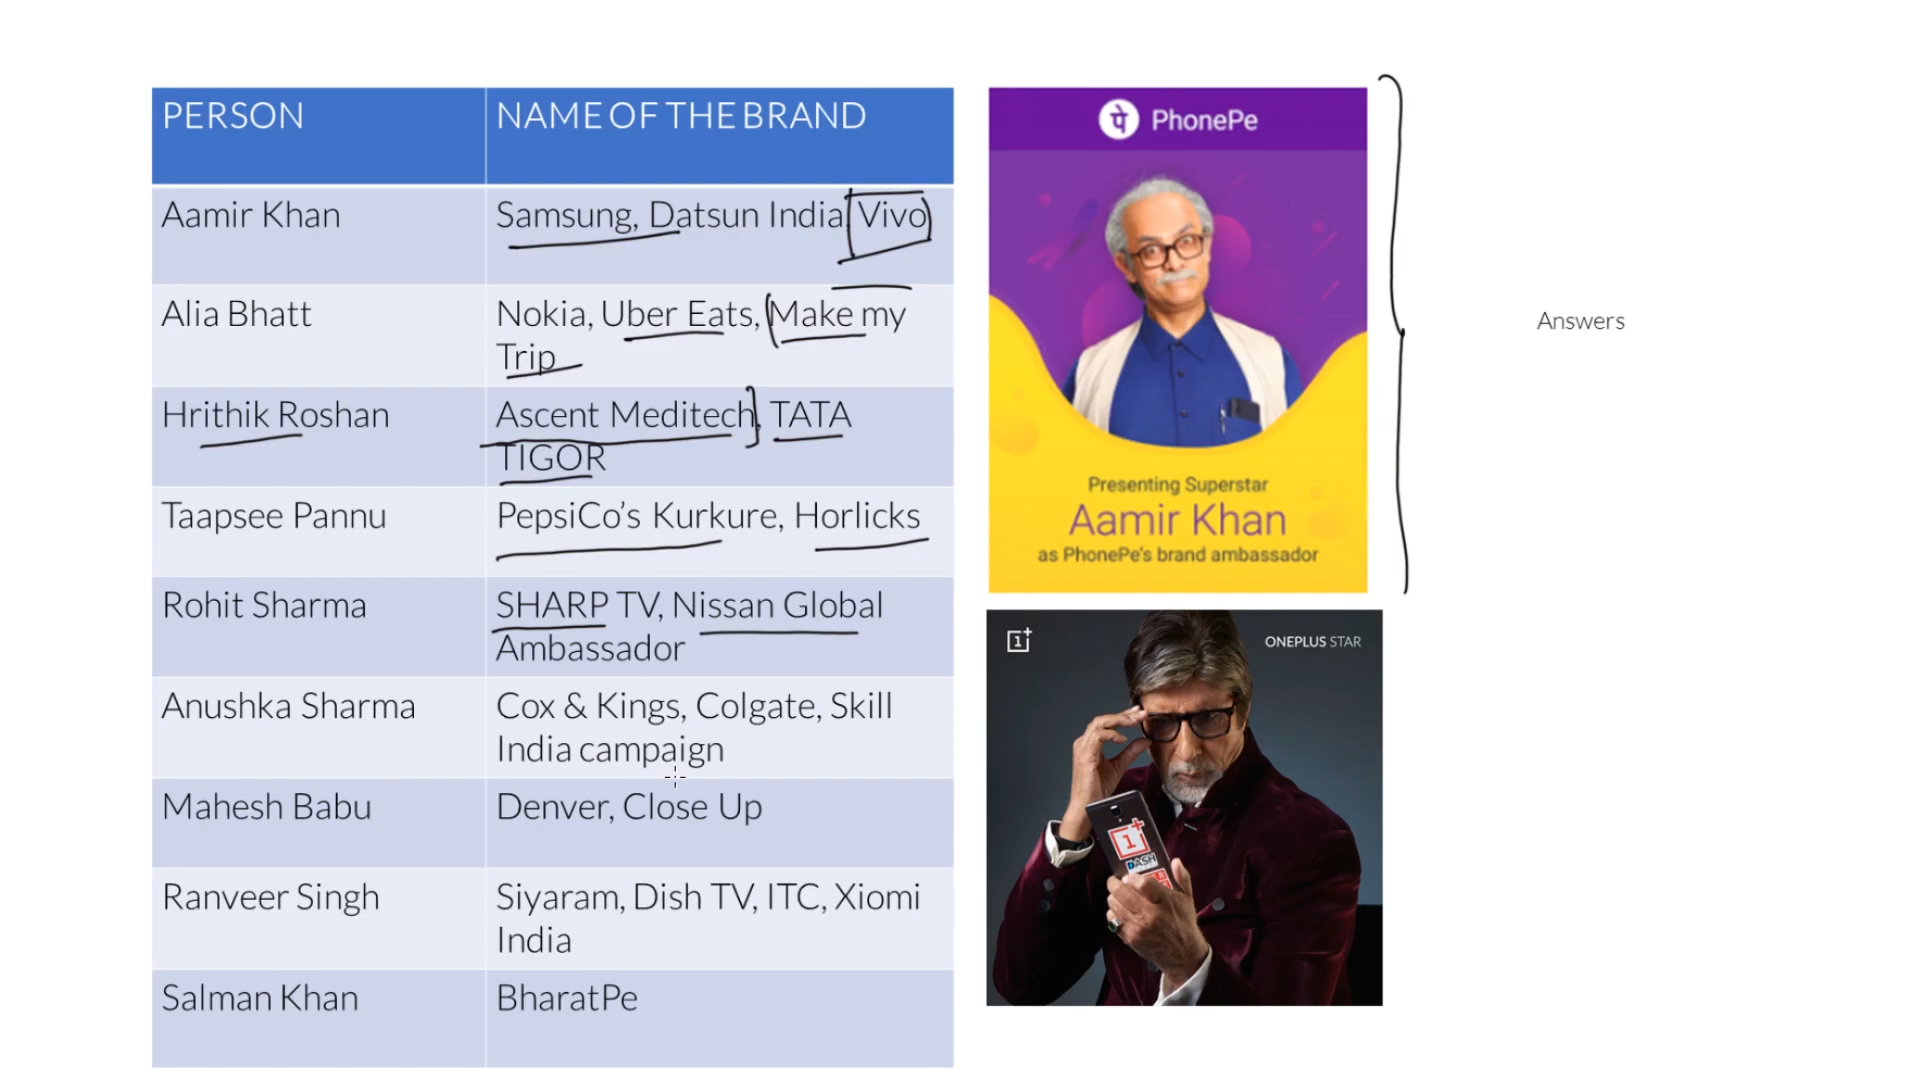 PERSON
NAME OF THE BRAND
Aamir Khan
Samsung, Datsun India, Vivo
Alia Bhatt
Nokia, Uber Eats, Make my
Trip
Hrithik Roshan
Ascent Meditech, TATA
TIGOR
Taapsee Pannu
PepsiCo’s Kurkure, Horlicks
Rohit Sharma
SHARP TV, Nissan Global
Ambassador
Anushka Sharma
Cox & Kings, Colgate, Skill
India campaign
Mahesh Babu
Denver, Close Up
Ranveer Singh
Siyaram, Dish TV, ITC, Xiomi
India
Salman Khan
BharatPe
पे PhonePe
Presenting Superstar
Aamir Khan
as PhonePe's brand ambassador
1+
ONEPLUS STAR
1+
DASH
Answers